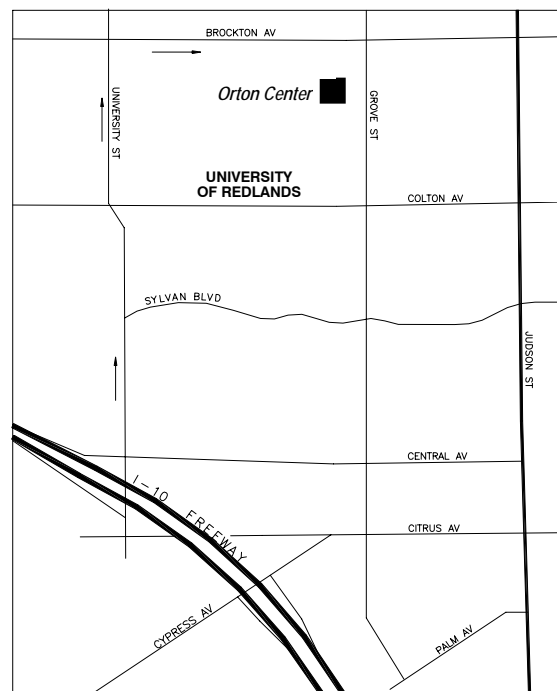 BROCKTON AV
UNIVERSITY ST
Orton Center
GROVE ST
UNIVERSITY
OF REDLANDS
COLTON AV
SYLVAN BLVD
JUDSON ST
CENTRAL AV
I-10 FREEWAY
CITRUS AV
CYPRESS AV
PALM AV